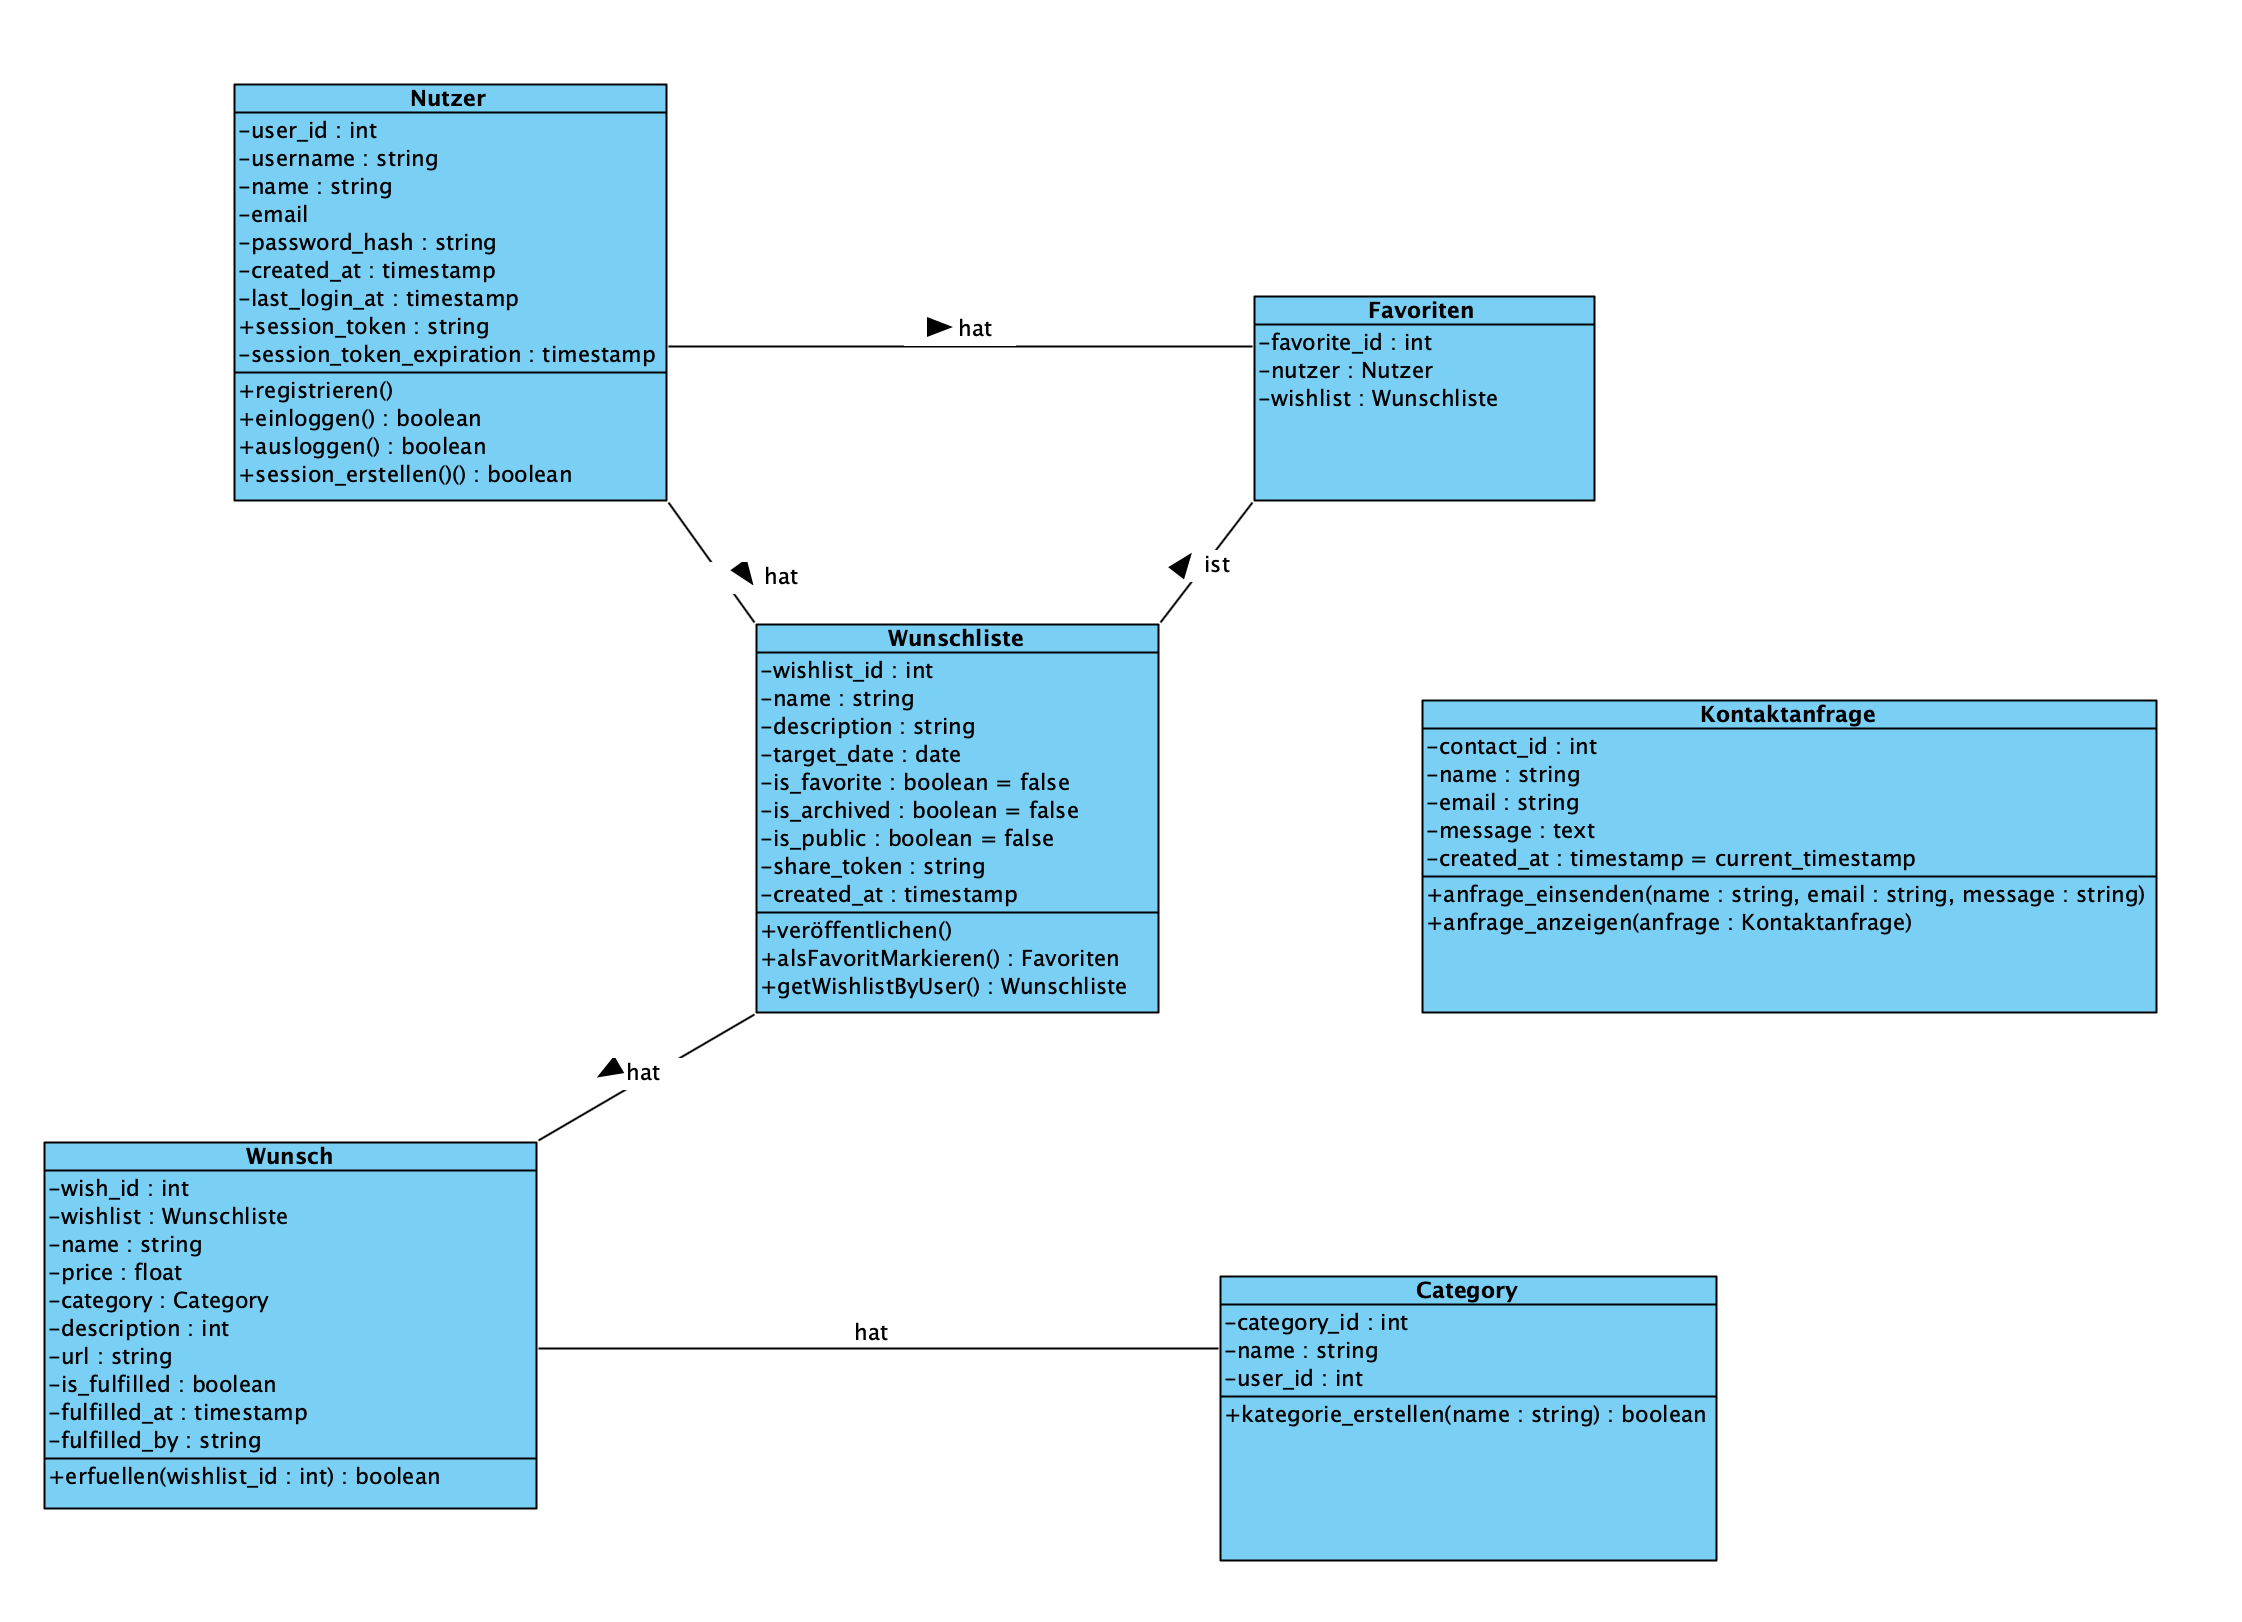 Nutzer
-user_id : int
-username : string
-name : string
-email
-password_hash : string
-created_at : timestamp
-last_login_at : timestamp
+session_token : string
-session_token_expiration : timestamp
+registrieren()
+einloggen() : boolean
+ausloggen() : boolean
+session_erstellen()() : boolean
hat
Favoriten
-favorite_id : int
-nutzer : Nutzer
-wishlist : Wunschliste
hat
ist
Wunschliste
-wishlist_id : int
-name : string
-description : string
-target_date : date
-is_favorite : boolean = false
-is_archived : boolean = false
-is_public : boolean = false
-share_token : string
-created_at : timestamp
+veröffentlichen()
+alsFavoritMarkieren() : Favoriten
+getWishlistByUser() : Wunschliste
Kontaktanfrage
-contact_id : int
-name : string
-email : string
-message : text
-created_at : timestamp = current_timestamp
+anfrage_einsenden(name : string, email : string, message : string)
+anfrage_anzeigen(anfrage : Kontaktanfrage)
hat
Wunsch
-wish_id : int
-wishlist : Wunschliste
-name : string
-price : float
-category : Category
-description : int
-url : string
-is_fulfilled : boolean
-fulfilled_at : timestamp
-fulfilled_by : string
+erfuellen(wishlist_id : int) : boolean
hat
Category
-category_id : int
-name : string
-user_id : int
+kategorie_erstellen(name : string) : boolean